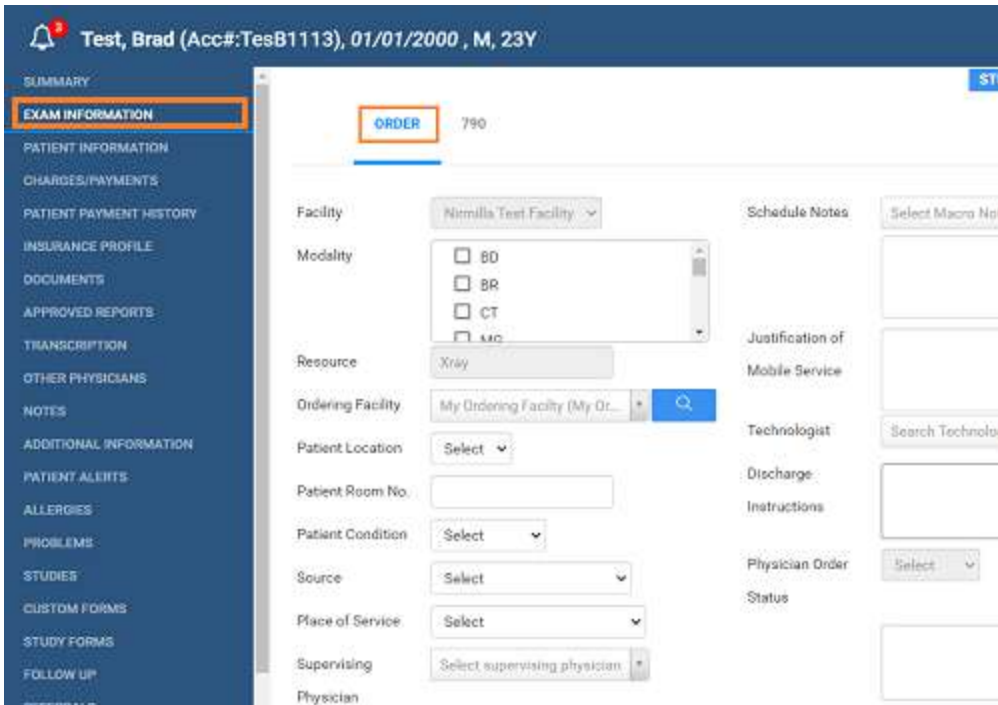 3
Test, Brad (Acc#:TesB1113), 01/01/2000 , M, 23Y
SUMMARY
EXAM INFORMATION
PATIENT INFORMATION
CHARGES/PAYMENTS
PATIENT PAYMENT HISTORY
INSURANCE PROFILE
DOCUMENTS
APPROVED REPORTS
TRANSCRIPTION
OTHER PHYSICIANS
NOTES
ADDITIONAL INFORMATION
PATIENT ALERTS
ALLERGIES
PROBLEMS
STUDIES
CUSTOM FORMS
STUDY FORMS
FOLLOW UP
ORDER 790
Facility Nirmilla Test Facility
Modality
BD
BR
CT
Resource Xray
Ordering Facility My Ordering Facilty (My Or...
Patient Location Select
Patient Room No.
Patient Condition Select
Source Select
Place of Service Select
Supervising Select supervising physician
Physician
Schedule Notes Select Macro No
Justification of
Mobile Service
Technologist Search Technolo
Discharge
Instructions
Physician Order Select
Status